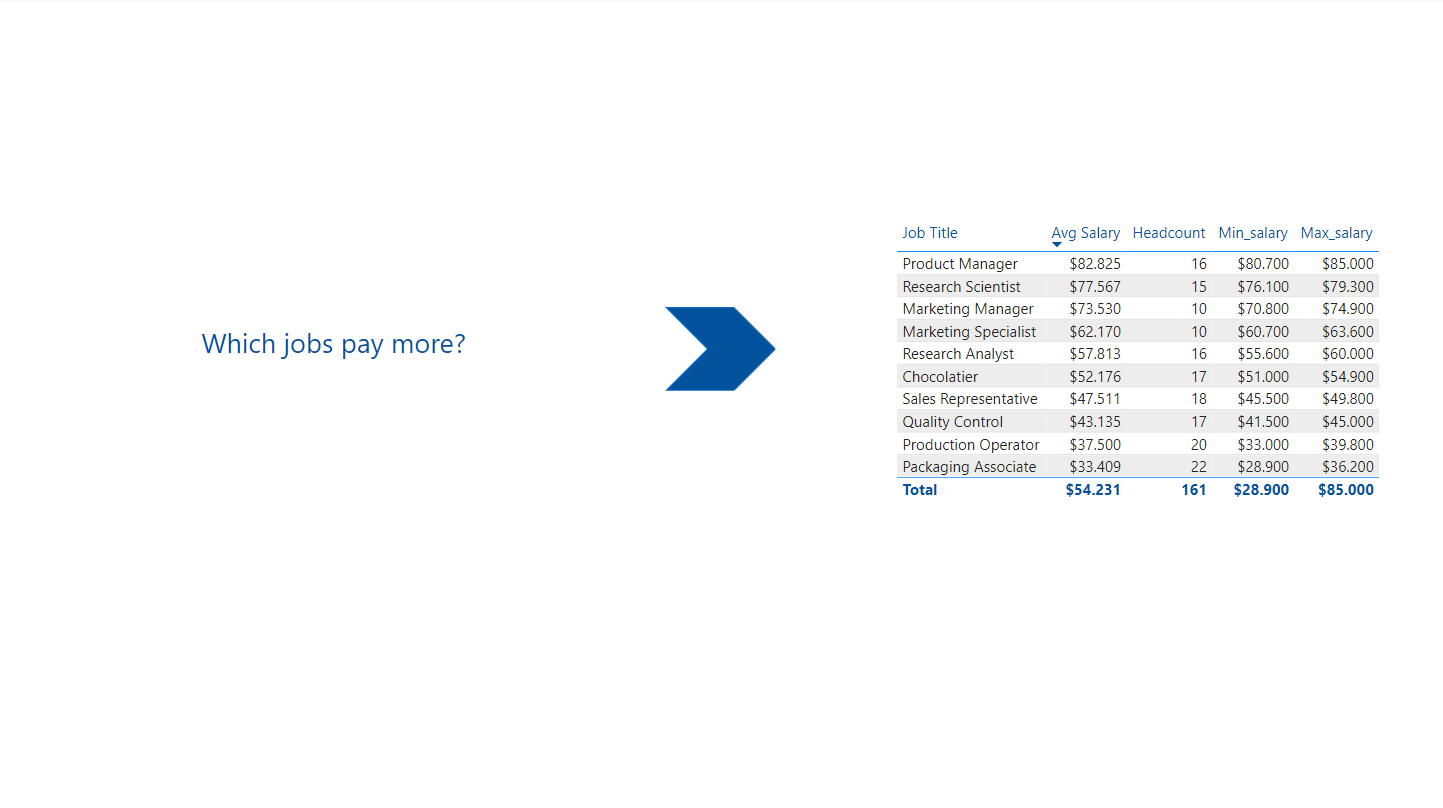 Which jobs pay more?
Job Title Avg Salary Headcount Min_salary Max_salary
Product Manager $82.825 16 $80.700 $85.000
Research Scientist $77.567 15 $76.100 $79.300
Marketing Manager $73.530 10 $70.800 $74.900
Marketing Specialist $62.170 10 $60.700 $63.600
Research Analyst $57.813 16 $55.600 $60.000
Chocolatier $52.176 17 $51.000 $54.900
Sales Representative $47.511 18 $45.500 $49.800
Quality Control $43.135 17 $41.500 $45.000
Production Operator $37.500 20 $33.000 $39.800
Packaging Associate $33.409 22 $28.900 $36.200
Total $54.231 161 $28.900 $85.000